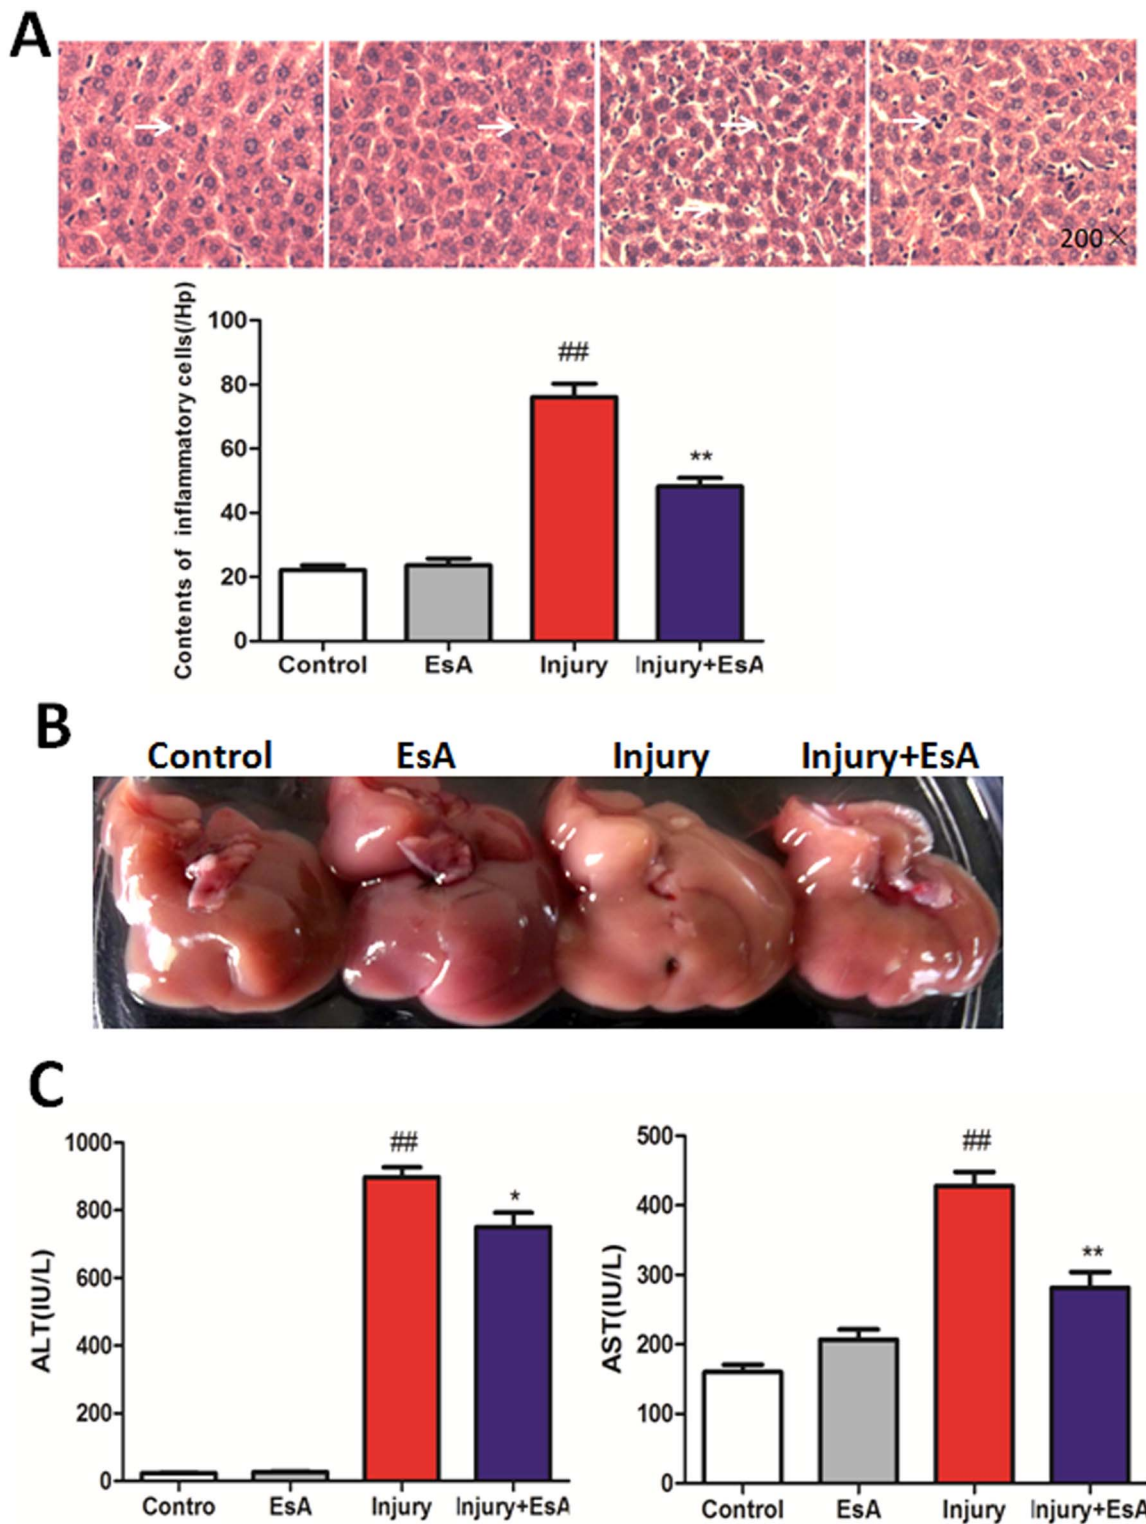 A
200×
Contents of inflammatory cells(/Hp)
100
80
60
40
20
0
##
**
Control EsA Injury Injury+EsA
B
Control EsA Injury Injury+EsA
C
ALT(IU/L)
1000
800
600
400
200
0
##
*
Contro EsA Injury Injury+EsA
AST(IU/L)
500
400
300
200
100
0
##
**
Control EsA Injury Injury+EsA